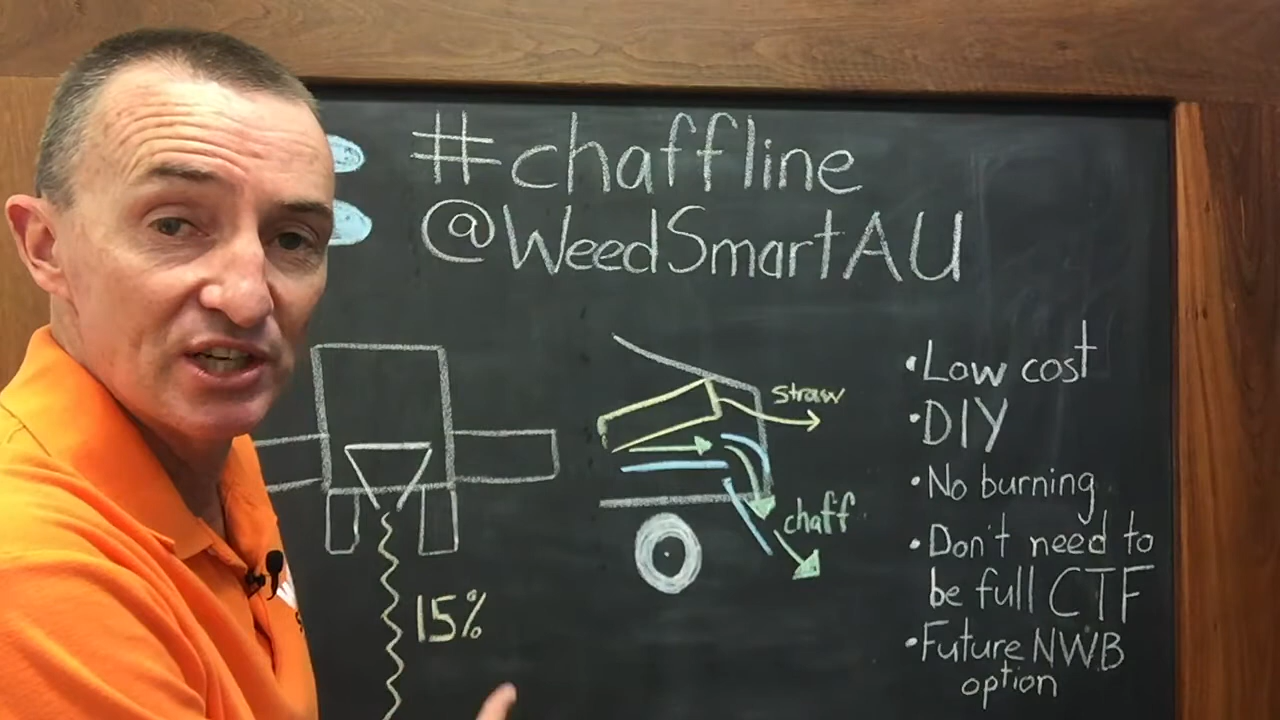 #chaffline
@WeedSmartAU
straw
chaff
15%
•Low cost
•DIY
•No burning
•Don't need to
be full CTF
•Future NWB
option